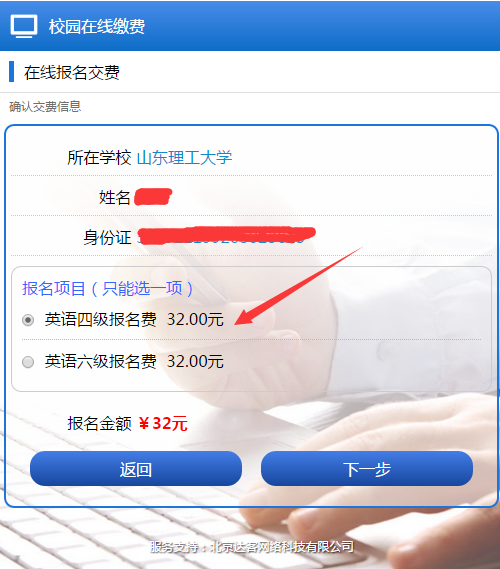 校园在线缴费
在线报名交费
确认交费信息
所在学校 山东理工大学
姓名
身份证
报名项目（只能选一项）
英语四级报名费 32.00元
英语六级报名费 32.00元
报名金额 ￥32元
返回 下一步
服务支持：北京达客网络科技有限公司